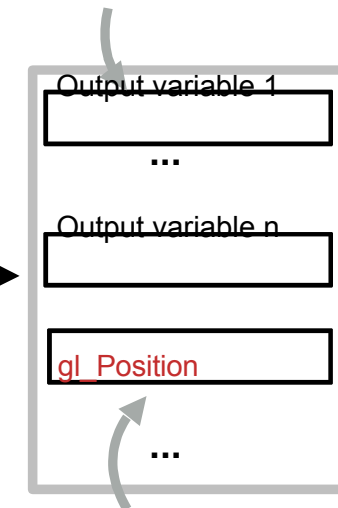 Output variable 1
...
Output variable n
gl_Position
...